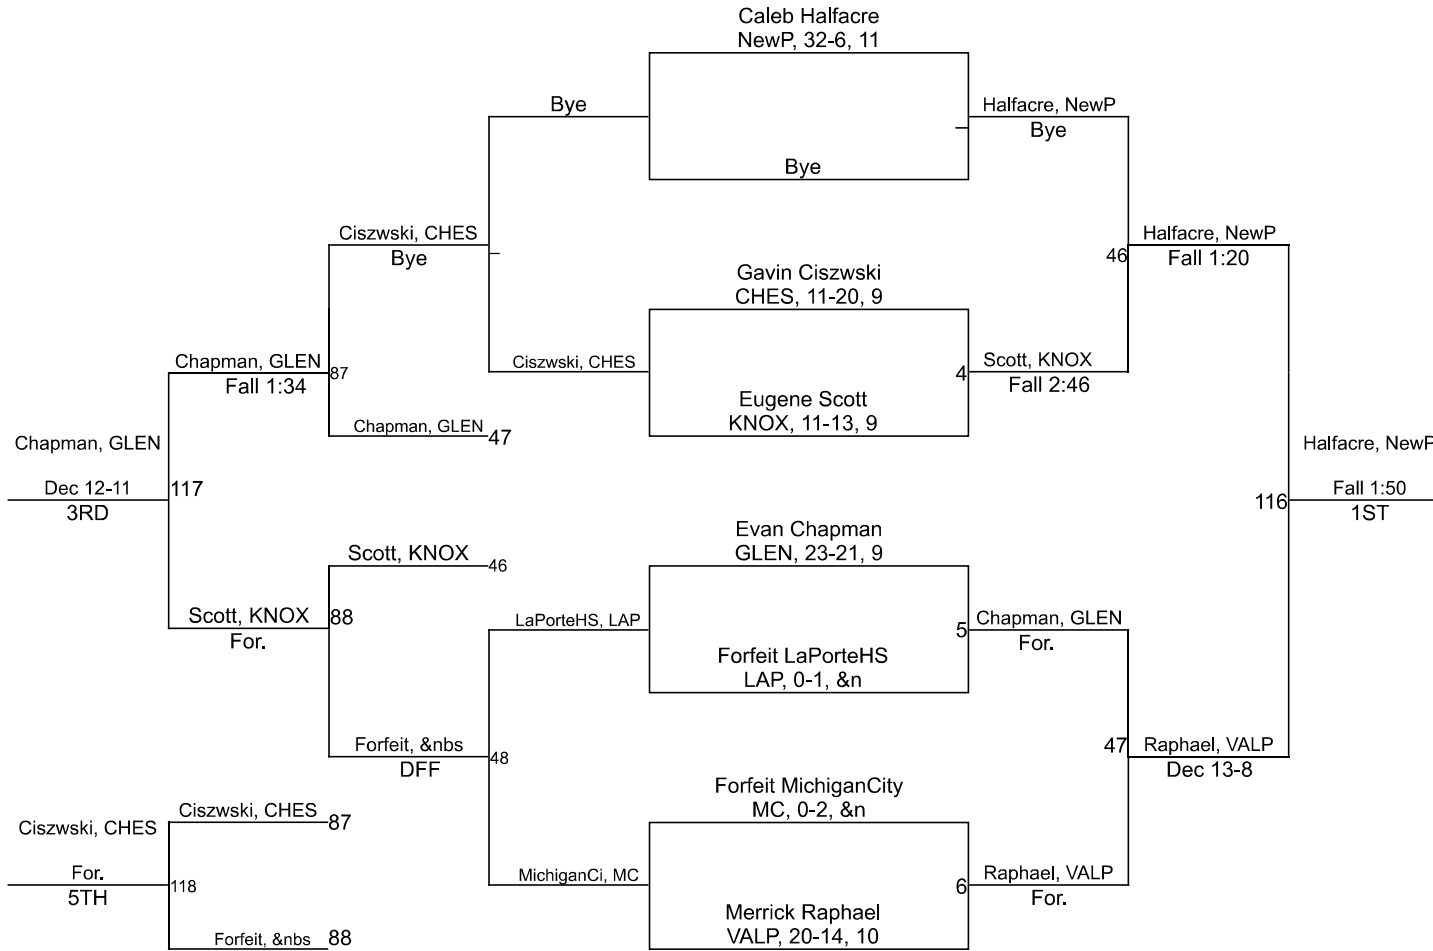 Caleb Halfacre
NewP, 32-6, 11
Bye
Halfacre, NewP
Bye
Bye
Ciszwski, CHES
Bye
Halfacre, NewP
46
Fall 1:20
Gavin Ciszwski
CHES, 11-20, 9
Chapman, GLEN
87
Fall 1:34
Ciszwski, CHES
4
Scott, KNOX
Fall 2:46
Eugene Scott
KNOX, 11-13, 9
Chapman, GLEN
47
Chapman, GLEN
Halfacre, NewP
Dec 12-11
117
3RD
116
Fall 1:50
1ST
Evan Chapman
GLEN, 23-21, 9
Scott, KNOX
46
Scott, KNOX
88
For.
LaPorteHS, LAP
5
Chapman, GLEN
For.
Forfeit LaPorteHS
LAP, 0-1, &n
Forfeit, &nbs
48
DFF
47
Raphael, VALP
Dec 13-8
Forfeit MichiganCity
MC, 0-2, &n
Ciszwski, CHES
87
Ciszwski, CHES
For.
118
5TH
MichiganCi, MC
6
Raphael, VALP
For.
Merrick Raphael
VALP, 20-14, 10
Forfeit, &nbs
88